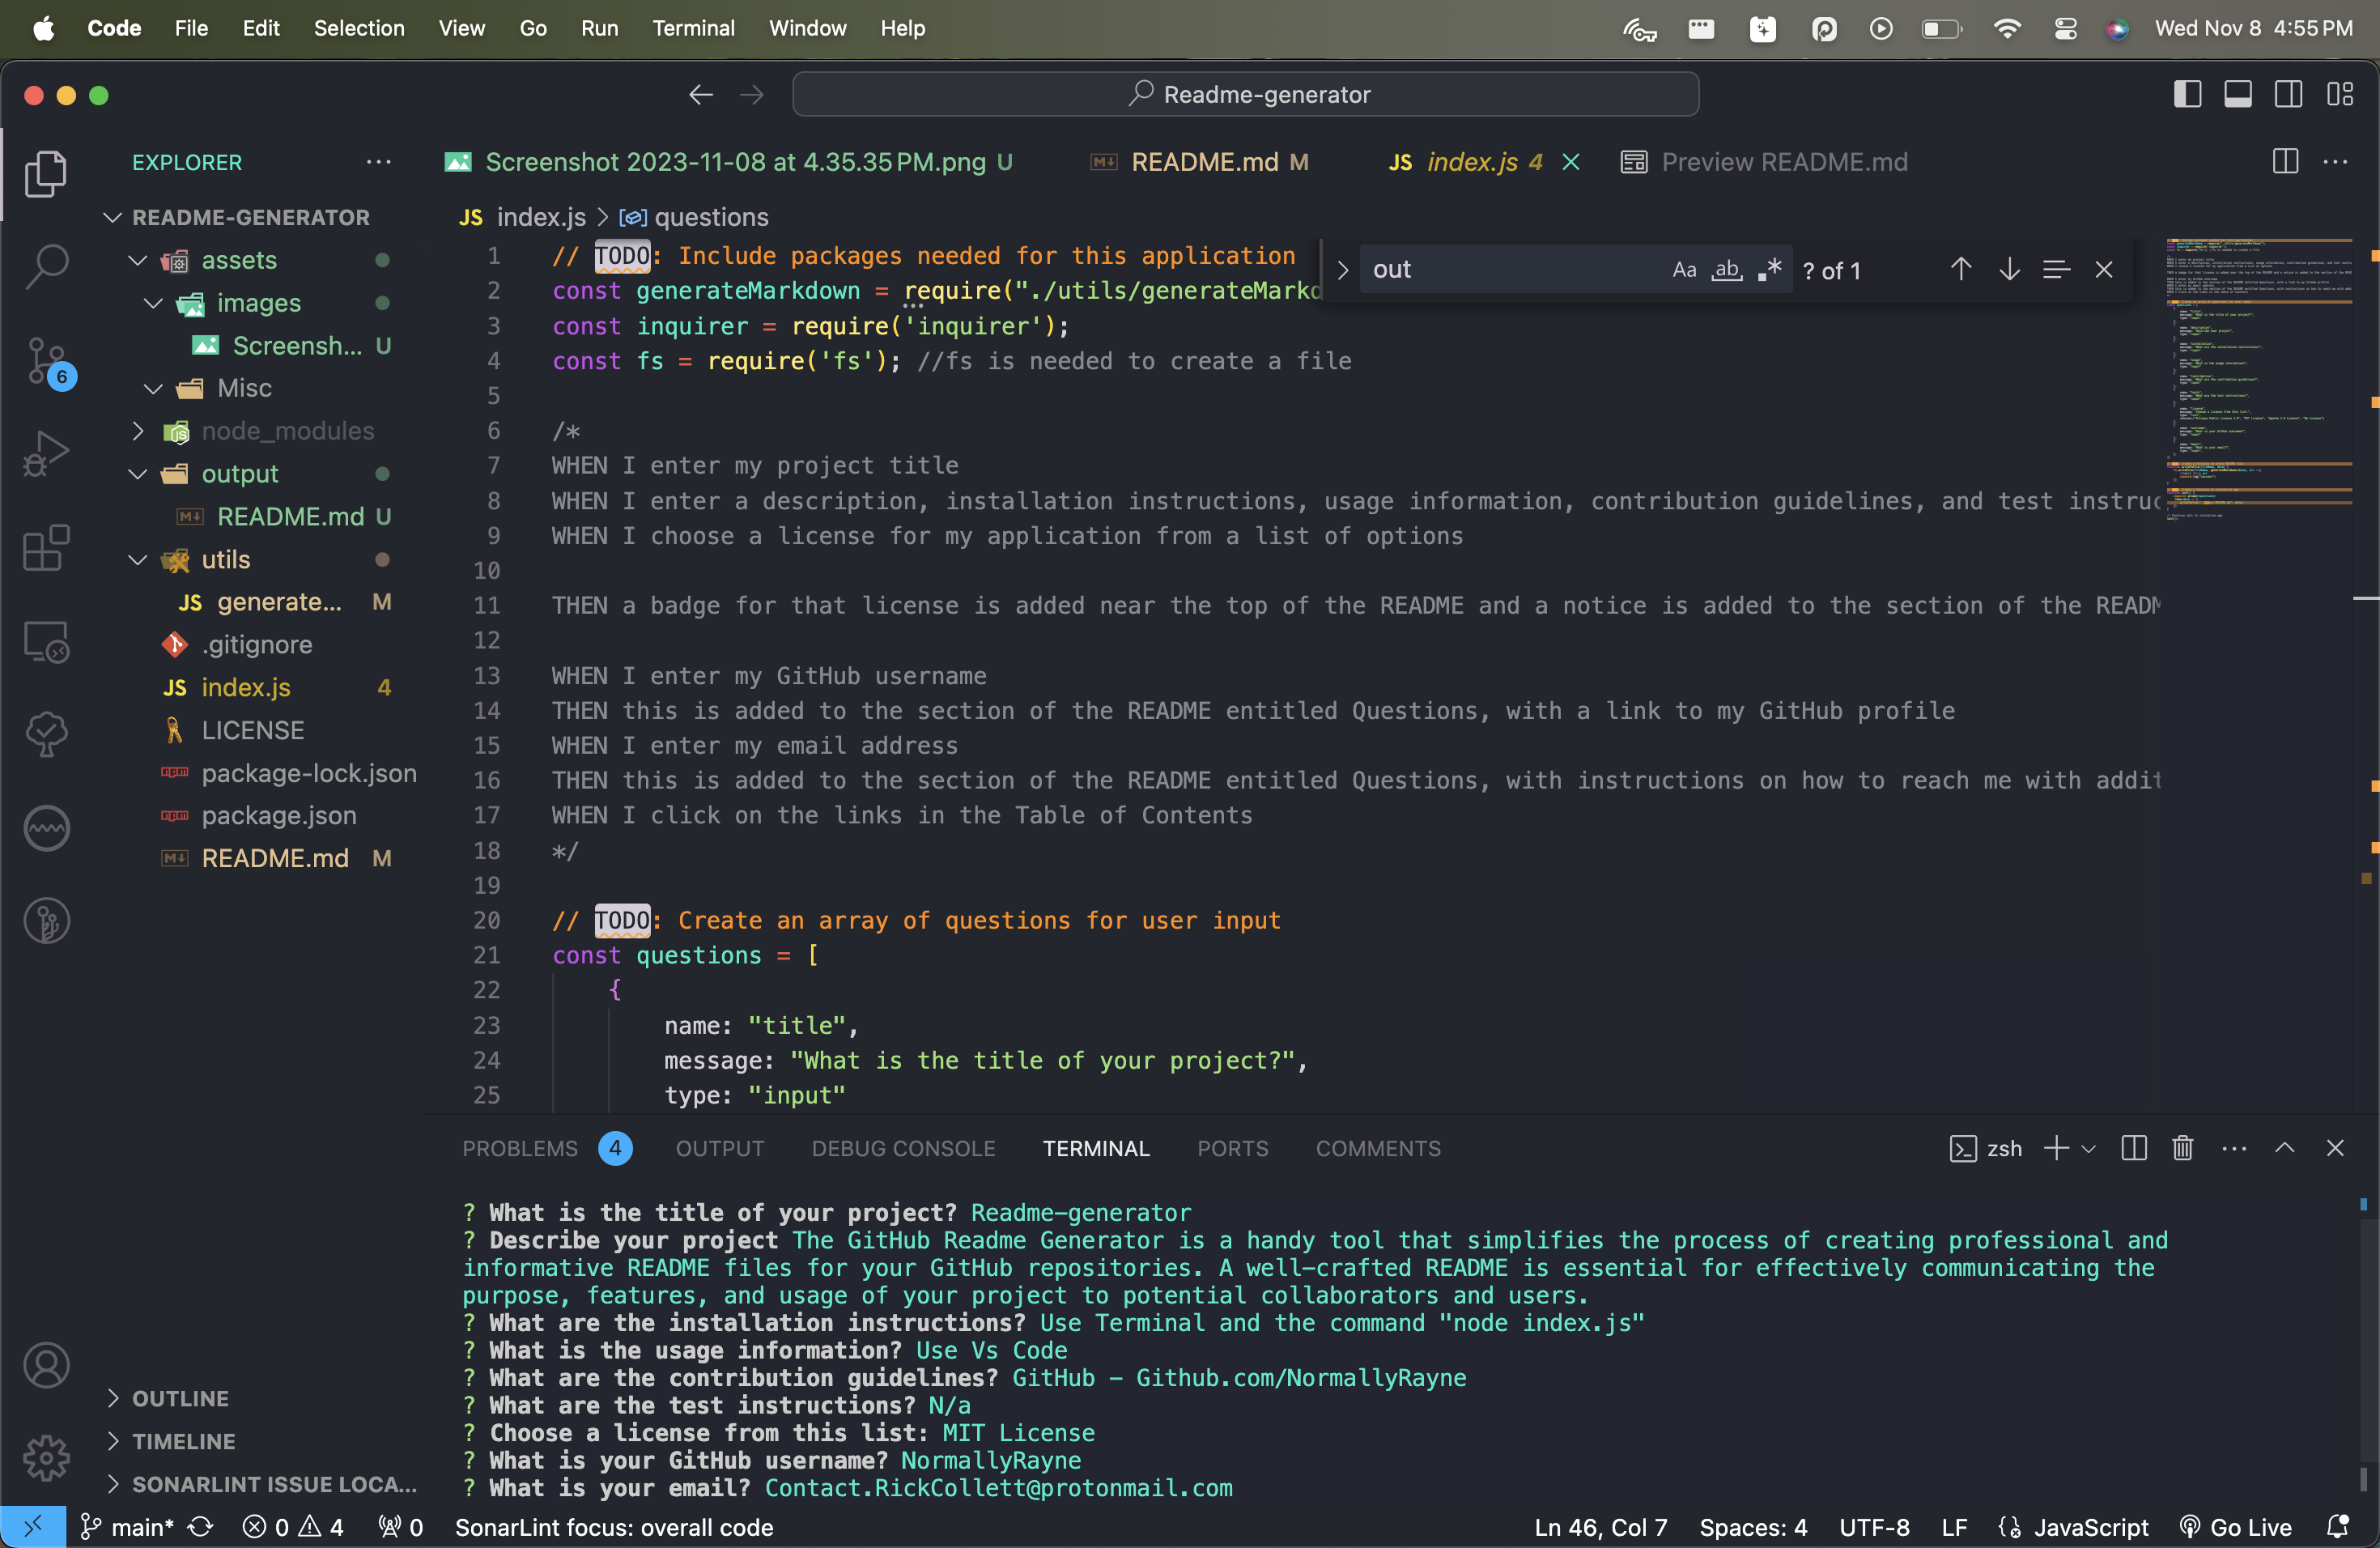 Code File Edit Selection View Go Run Terminal Window Help Wed Nov 8 4:55 PM
Readme-generator
EXPLORER
README-GENERATOR
assets
images
Screensh... U
Misc
node_modules
output
README.md U
utils
JS generate... M
.gitignore
JS index.js 4
LICENSE
package-lock.json
package.json
README.md M
OUTLINE
TIMELINE
SONARLINT ISSUE LOCA...
6
Screenshot 2023-11-08 at 4.35.35 PM.png U README.md M JS index.js 4 Preview README.md
JS index.js > questions
out Aa ab .* ? of 1
1 // TODO: Include packages needed for this application
2 const generateMarkdown = require("./utils/generateMarkd
3 const inquirer = require('inquirer');
4 const fs = require('fs'); //fs is needed to create a file
5
6 /*
7 WHEN I enter my project title
8 WHEN I enter a description, installation instructions, usage information, contribution guidelines, and test instruc
9 WHEN I choose a license for my application from a list of options
10
11 THEN a badge for that license is added near the top of the README and a notice is added to the section of the READM
12
13 WHEN I enter my GitHub username
14 THEN this is added to the section of the README entitled Questions, with a link to my GitHub profile
15 WHEN I enter my email address
16 THEN this is added to the section of the README entitled Questions, with instructions on how to reach me with addit
17 WHEN I click on the links in the Table of Contents
18 */
19
20 // TODO: Create an array of questions for user input
21 const questions = [
22 {
23 name: "title",
24 message: "What is the title of your project?",
25 type: "input"
PROBLEMS 4 OUTPUT DEBUG CONSOLE TERMINAL PORTS COMMENTS zsh
? What is the title of your project? Readme-generator
? Describe your project The GitHub Readme Generator is a handy tool that simplifies the process of creating professional and
informative README files for your GitHub repositories. A well-crafted README is essential for effectively communicating the
purpose, features, and usage of your project to potential collaborators and users.
? What are the installation instructions? Use Terminal and the command "node index.js"
? What is the usage information? Use Vs Code
? What are the contribution guidelines? GitHub - Github.com/NormallyRayne
? What are the test instructions? N/a
? Choose a license from this list: MIT License
? What is your GitHub username? NormallyRayne
? What is your email? Contact.RickCollett@protonmail.com
main* 0 4 0 SonarLint focus: overall code Ln 46, Col 7 Spaces: 4 UTF-8 LF JavaScript Go Live